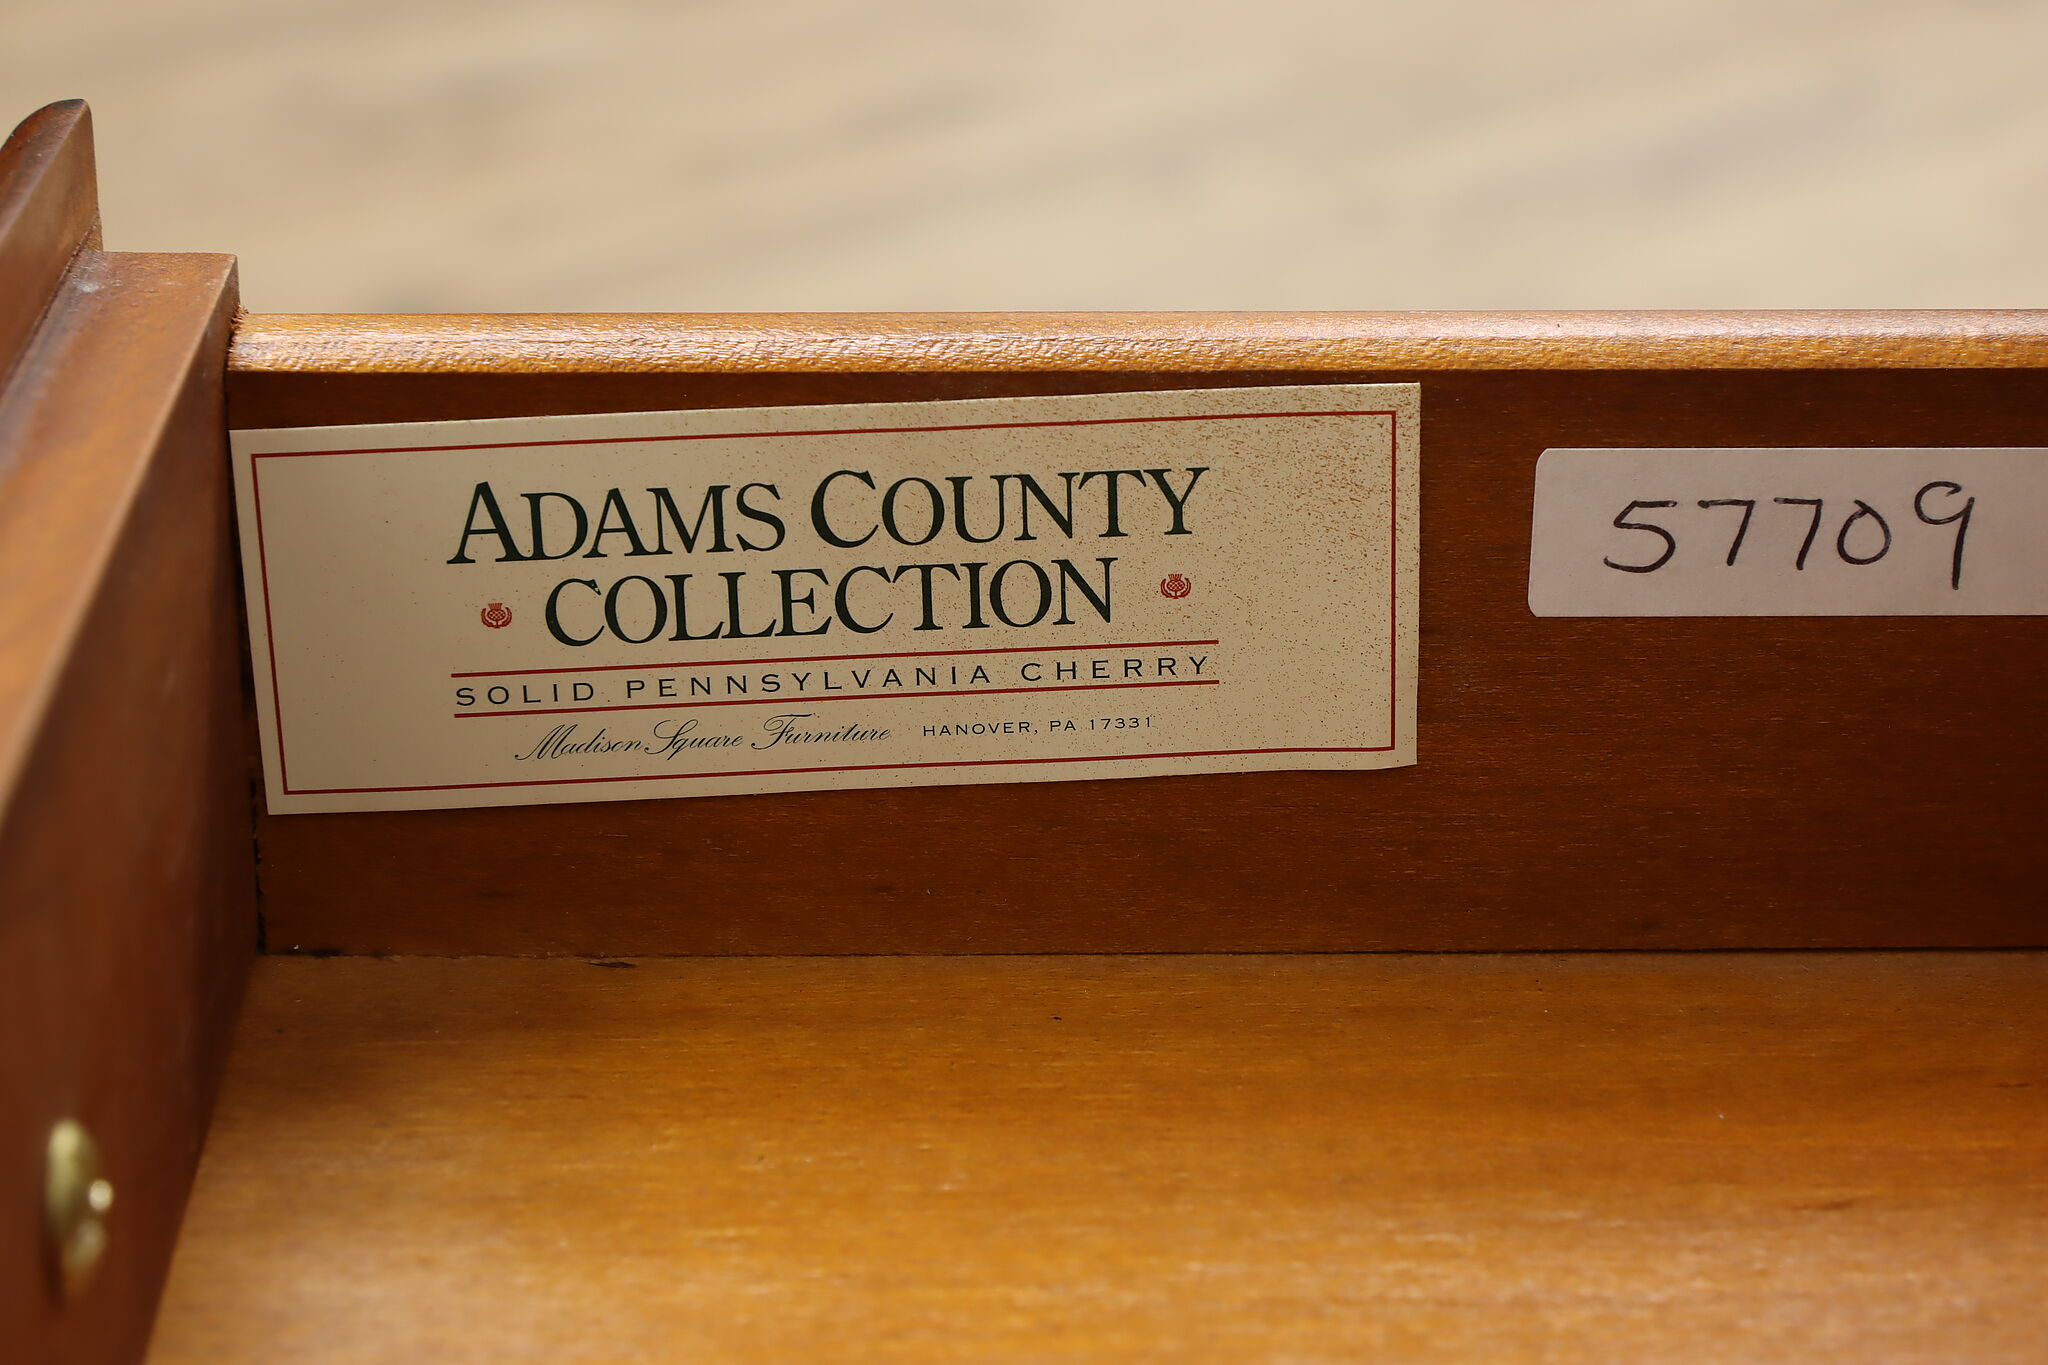 ADAMS COUNTY
COLLECTION
SOLID PENNSYLVANIA CHERRY
Madison Square Furniture HANOVER, PA 17331
57709